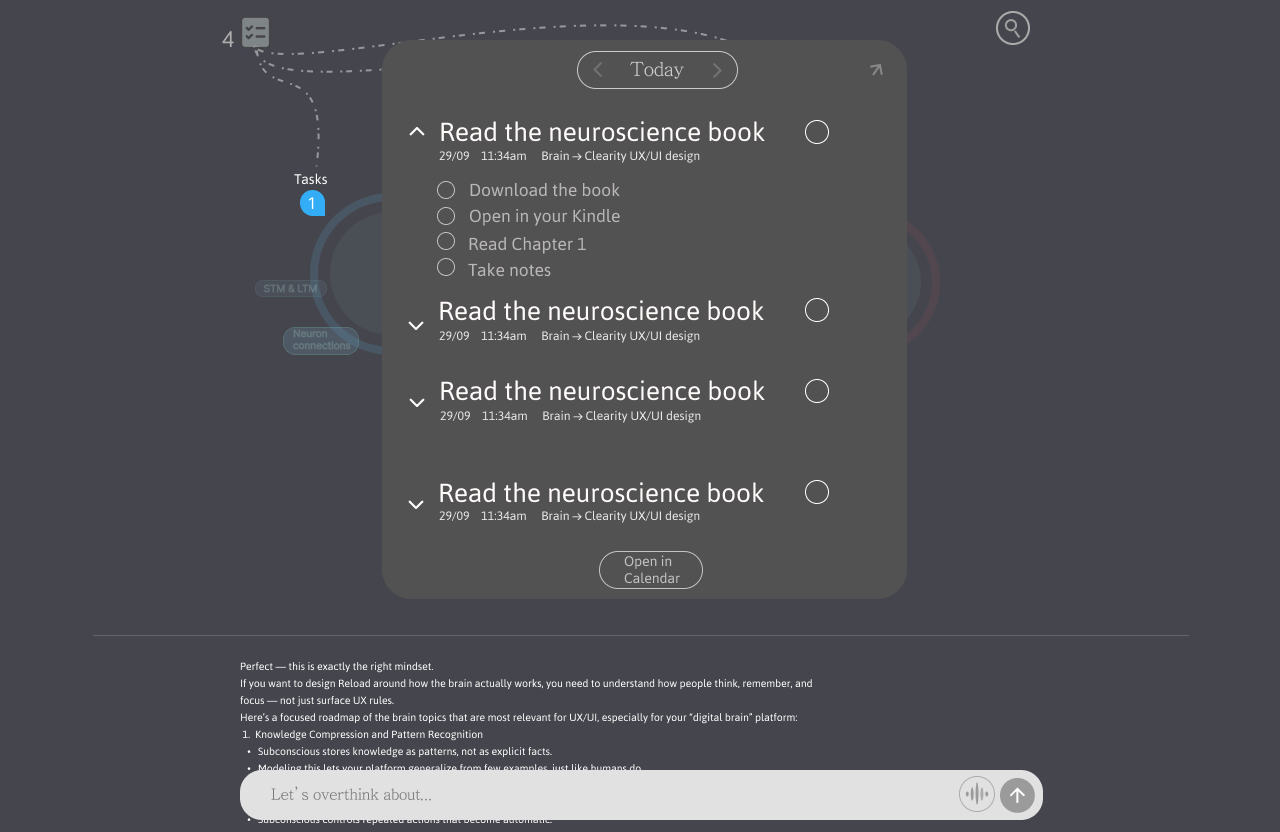 4
Today
Read the neuroscience book
29/09 11:34am Brain → Clearity UX/UI design
Tasks
1
Download the book
Open in your Kindle
Read Chapter 1
Take notes
STM & LTM
Neuron
connections
Read the neuroscience book
29/09 11:34am Brain → Clearity UX/UI design
Read the neuroscience book
29/09 11:34am Brain → Clearity UX/UI design
Read the neuroscience book
29/09 11:34am Brain → Clearity UX/UI design
Open in
Calendar
Perfect — this is exactly the right mindset.
If you want to design Reload around how the brain actually works, you need to understand how people think, remember, and
focus — not just surface UX rules.
Here's a focused roadmap of the brain topics that are most relevant for UX/UI, especially for your “digital brain” platform:
1. Knowledge Compression and Pattern Recognition
• Subconscious stores knowledge as patterns, not as explicit facts.
• Modeling this lets your platform generalize from few examples, just like humans do.
Let's overthink about...
• Subconscious controls repeated actions that become automatic.